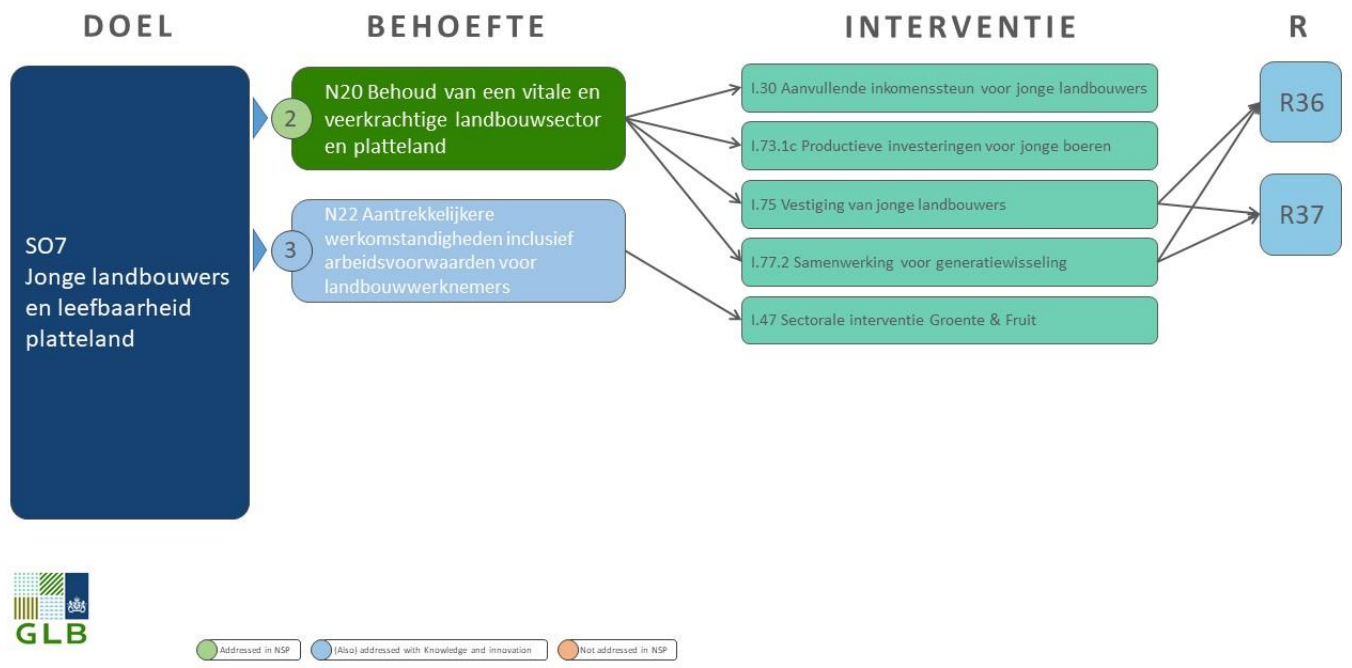 DOEL
BEHOEFTE
INTERVENTIE
R
SO7
Jonge landbouwers
en leefbaarheid
platteland
2
N20 Behoud van een vitale en
veerkrachtige landbouwsector
en platteland
3
N22 Aantrekkelijkere
werkomstandigheden inclusief
arbeidsvoorwaarden voor
landbouwwerknemers
I.30 Aanvullende inkomenssteun voor jonge landbouwers
I.73.1c Productieve investeringen voor jonge boeren
I.75 Vestiging van jonge landbouwers
I.77.2 Samenwerking voor generatiewisseling
I.47 Sectorale interventie Groente & Fruit
R36
R37
GLB
Addressed in NSP
(Also) addressed with Knowledge and innovation
Not addressed in NSP